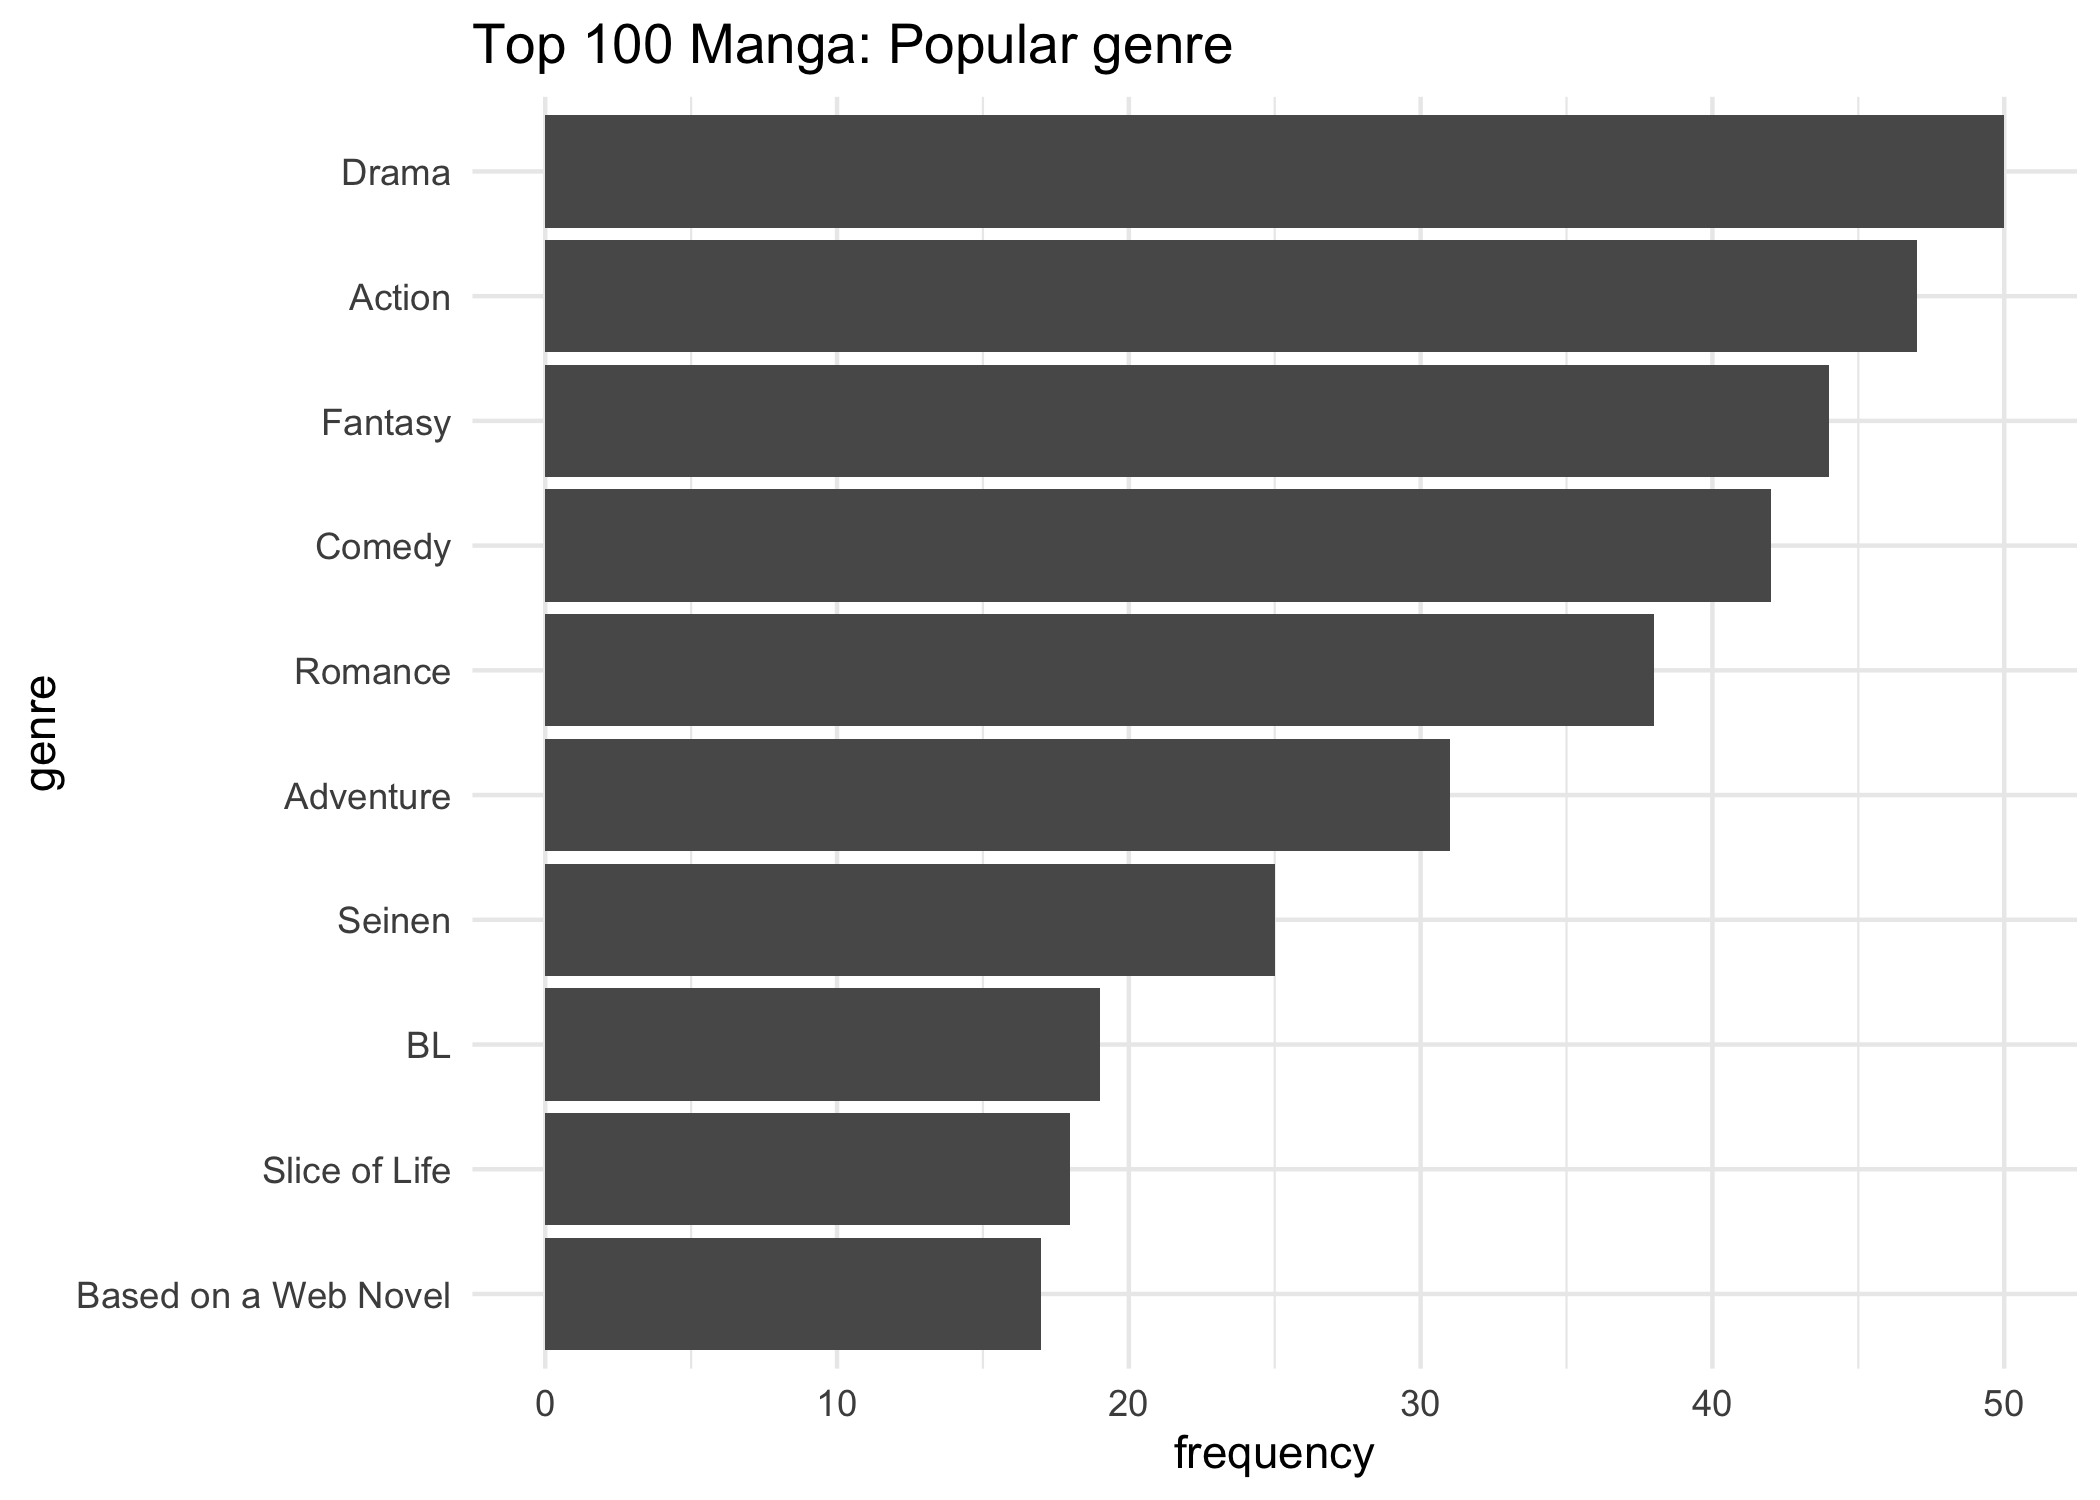 Top 100 Manga: Popular genre
genre
Drama
Action
Fantasy
Comedy
Romance
Adventure
Seinen
BL
Slice of Life
Based on a Web Novel
0 10 20 30 40 50
frequency